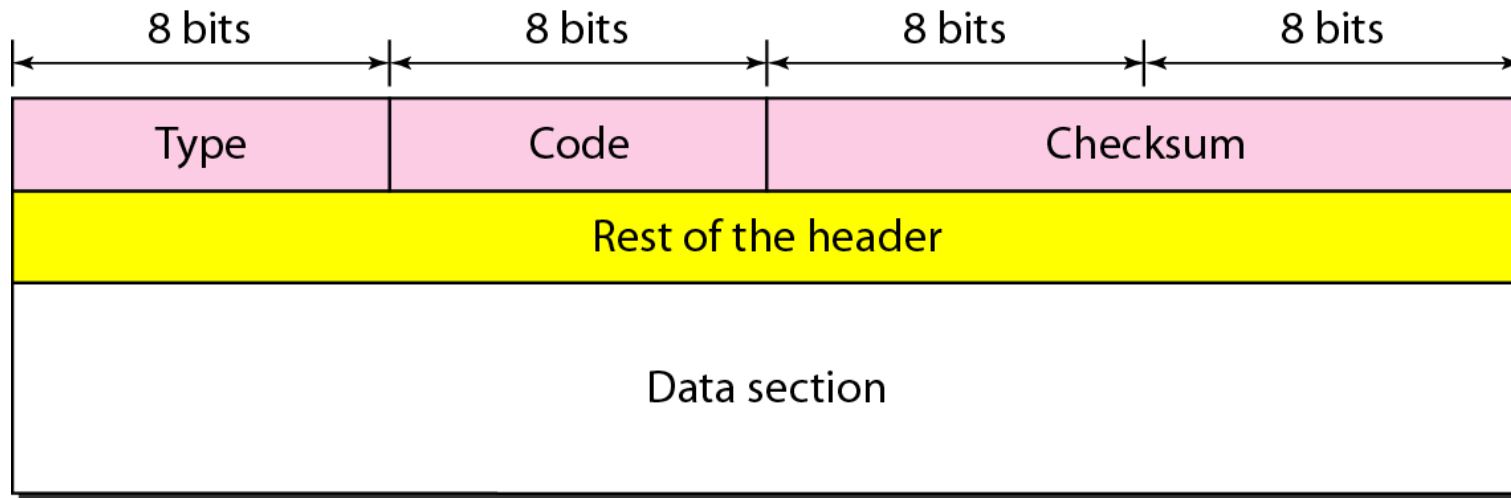 8 bits 8 bits 8 bits 8 bits
Type Code Checksum
Rest of the header
Data section